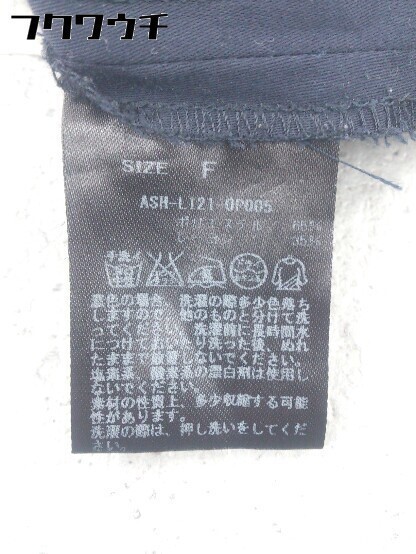 フクワウチ
SIZE F
ASH-LI21-OP005
ポリエステル 65%
35%
手洗イ
濃色の場合、洗濯の際多少色落ち
しますので、他のものと分けて洗
ってください。洗濯前に長時間水
につけておいたり洗った後、ぬれ
たままで放置しないでください。
塩素系、酸素系の漂白剤は使用し
ないでください。
素材の性質上、多少収縮する可能
性があります。
洗濯の際は、押し洗いをしてくだ
さい。